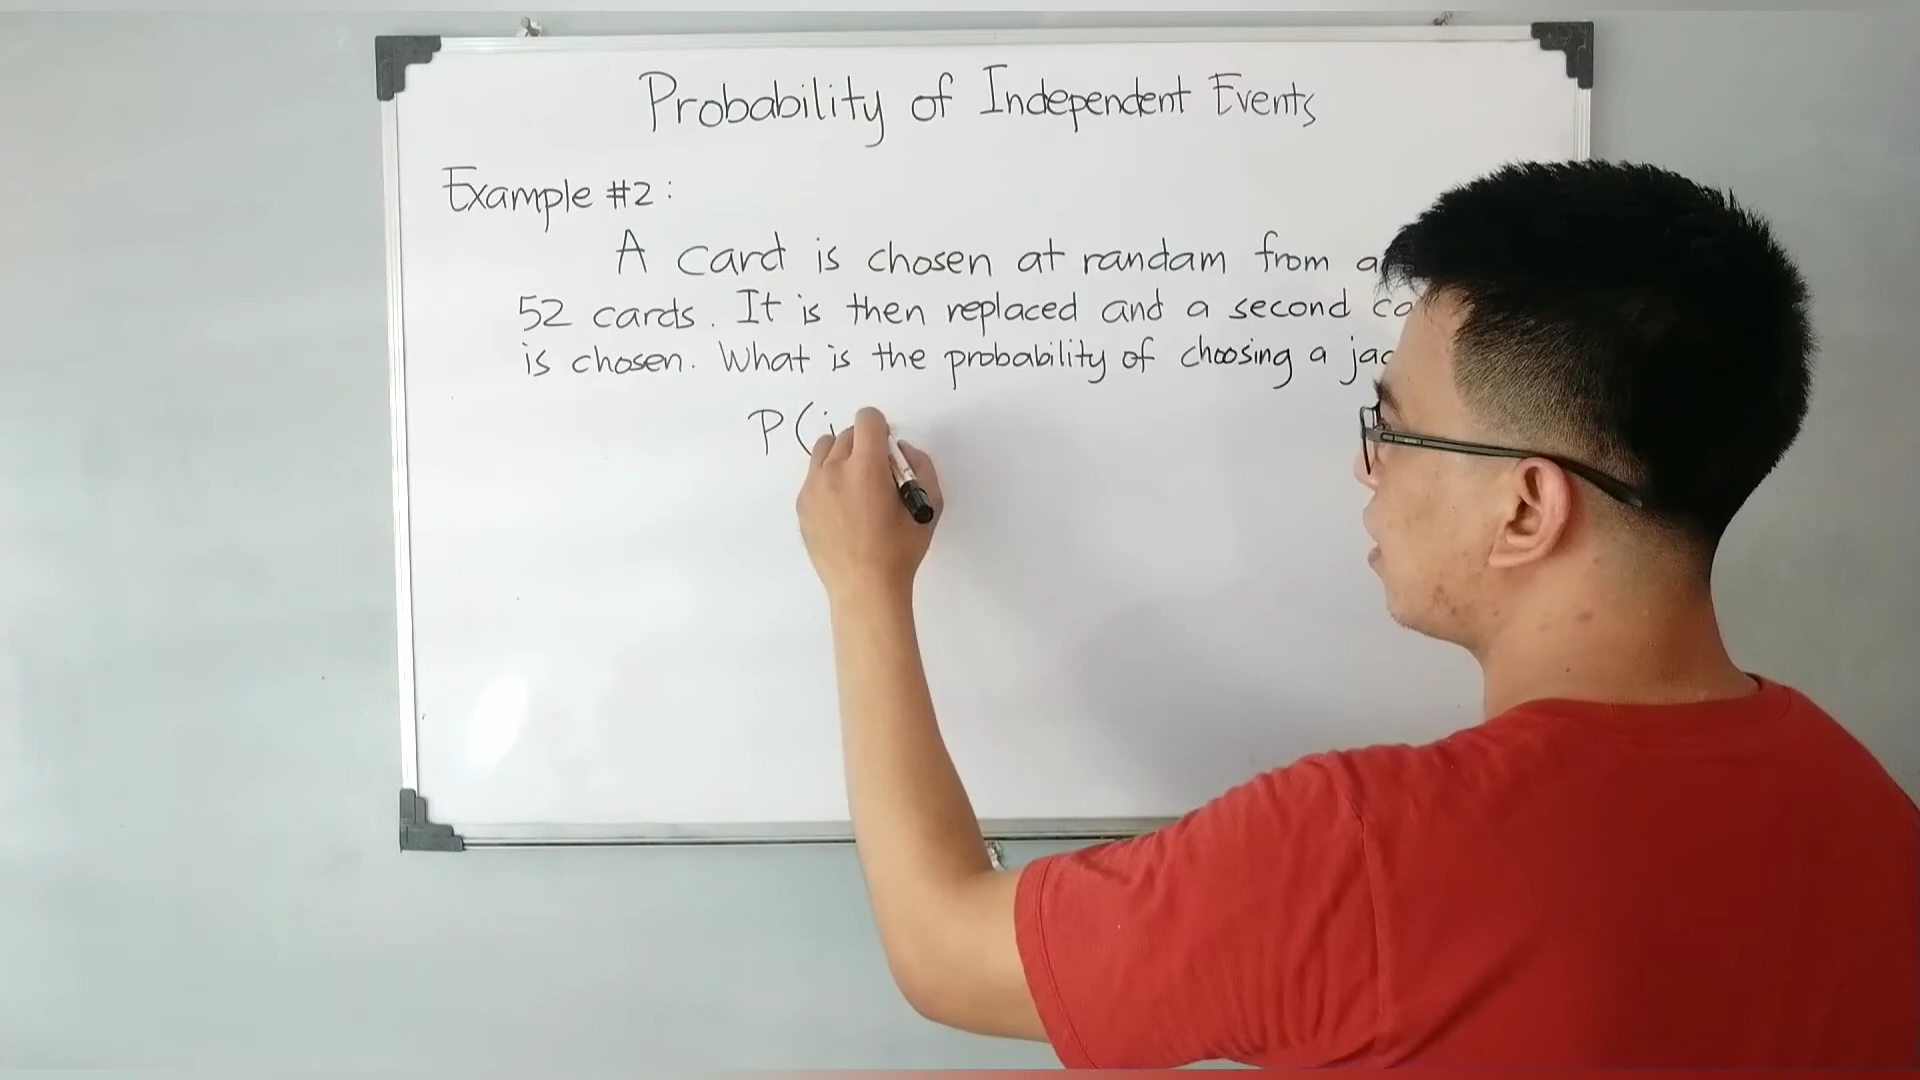 Probability of Independent Events
Example #2:
A card is chosen at randam from a
52 cards. It is then replaced and a second
is chosen. What is the probability of choosing a
P(